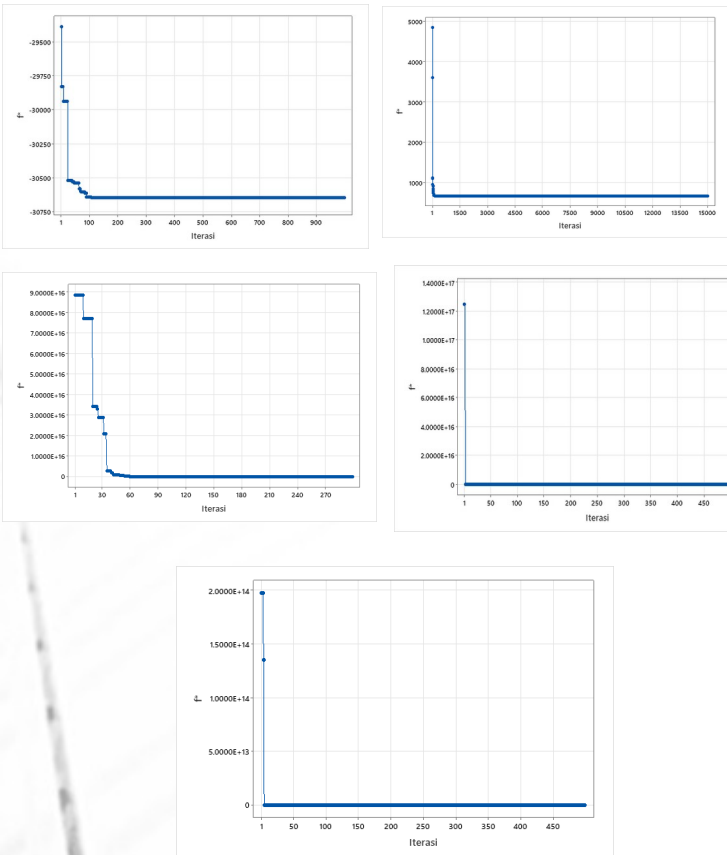 -29500
-29750
-30000
-30250
-30500
-30750
f*
1 100 200 300 400 500 600 700 800 900
Iterasi
5000
4000
3000
2000
1000
f*
1 1500 3000 4500 6000 7500 9000 10500 12000 13500 15000
Iterasi
9.0000E+16
8.0000E+16
7.0000E+16
6.0000E+16
5.0000E+16
4.0000E+16
3.0000E+16
2.0000E+16
1.0000E+16
0
f*
1 30 60 90 120 150 180 210 240 270
Iterasi
1.4000E+17
1.2000E+17
1.0000E+17
8.0000E+16
6.0000E+16
4.0000E+16
2.0000E+16
0
f*
1 50 100 150 200 250 300 350 400 450
Iterasi
2.0000E+14
1.5000E+14
1.0000E+14
5.0000E+13
0
f*
1 50 100 150 200 250 300 350 400 450
Iterasi